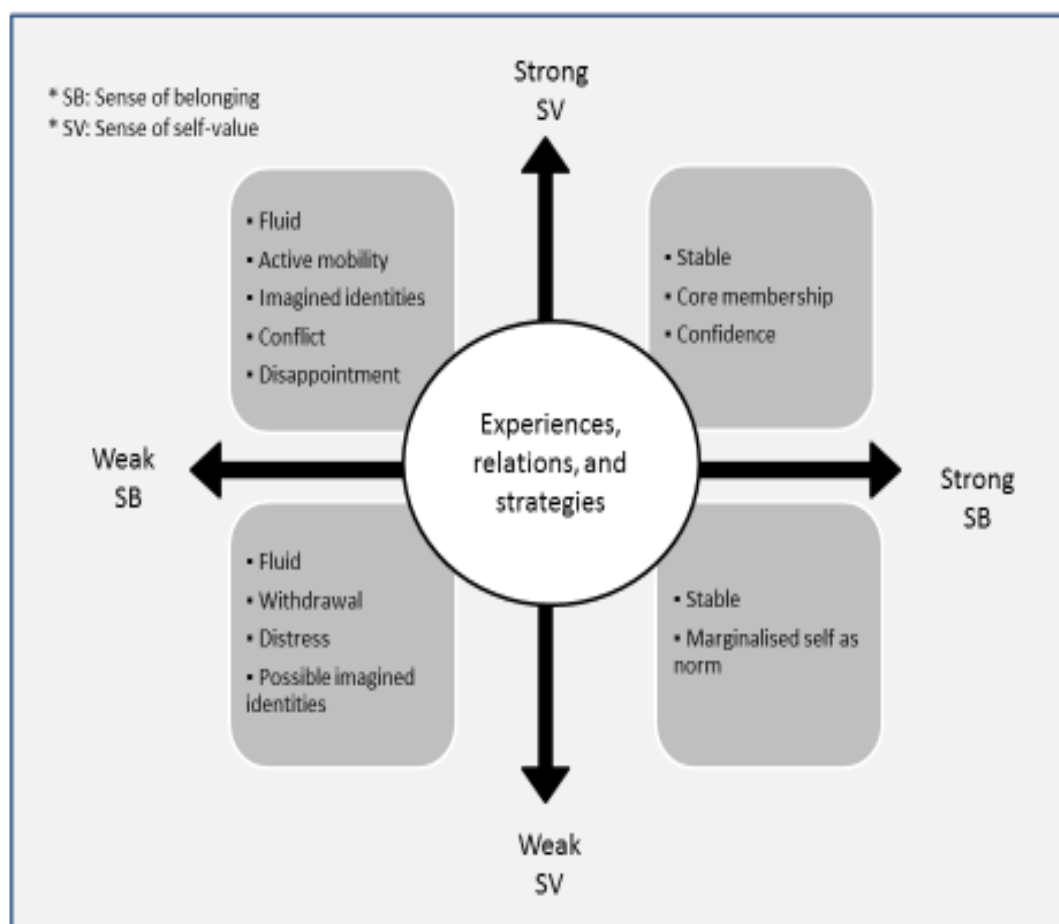 * SB: Sense of belonging
* SV: Sense of self-value
Strong
SV
▪ Fluid
▪ Active mobility
▪ Imagined identities
▪ Conflict
▪ Disappointment
▪ Stable
▪ Core membership
▪ Confidence
Weak
SB
Experiences,
relations, and
strategies
Strong
SB
▪ Fluid
▪ Withdrawal
▪ Distress
▪ Possible imagined
identities
▪ Stable
▪ Marginalised self as
norm
Weak
SV